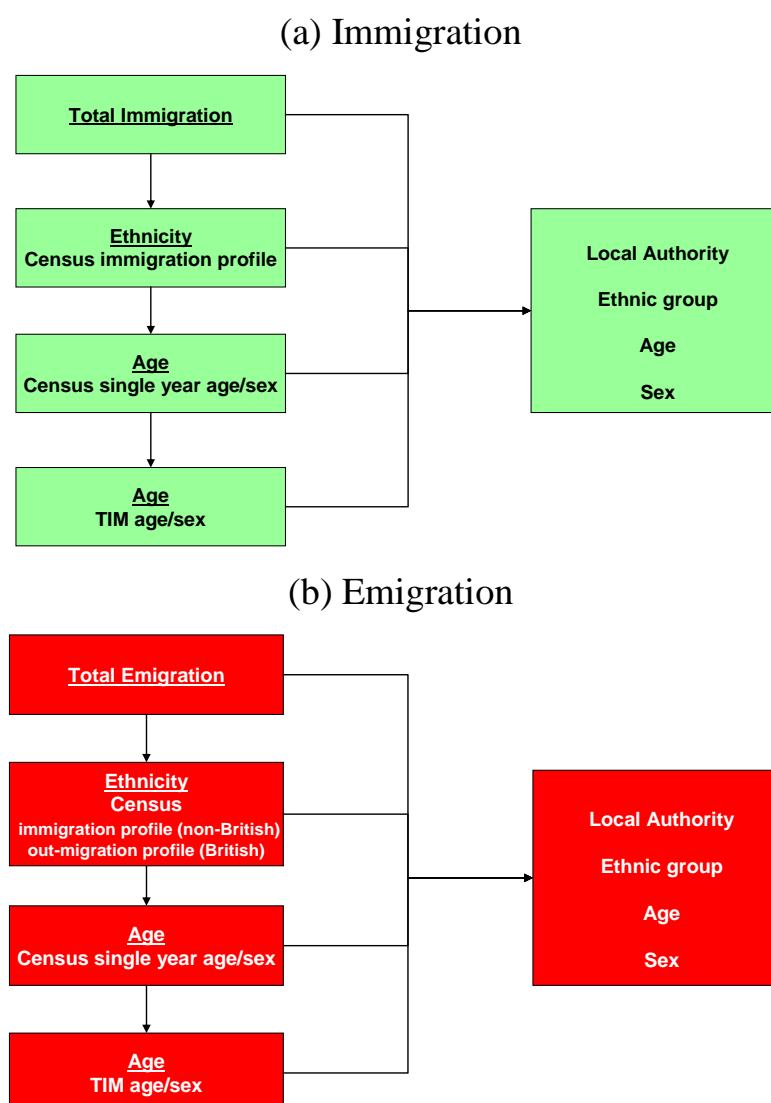 (a) Immigration
Total Immigration
Ethnicity
Census immigration profile
Age
Census single year age/sex
Age
TIM age/sex
Local Authority
Ethnic group
Age
Sex
(b) Emigration
Total Emigration
Ethnicity
Census
immigration profile (non-British)
out-migration profile (British)
Age
Census single year age/sex
Age
TIM age/sex
Local Authority
Ethnic group
Age
Sex